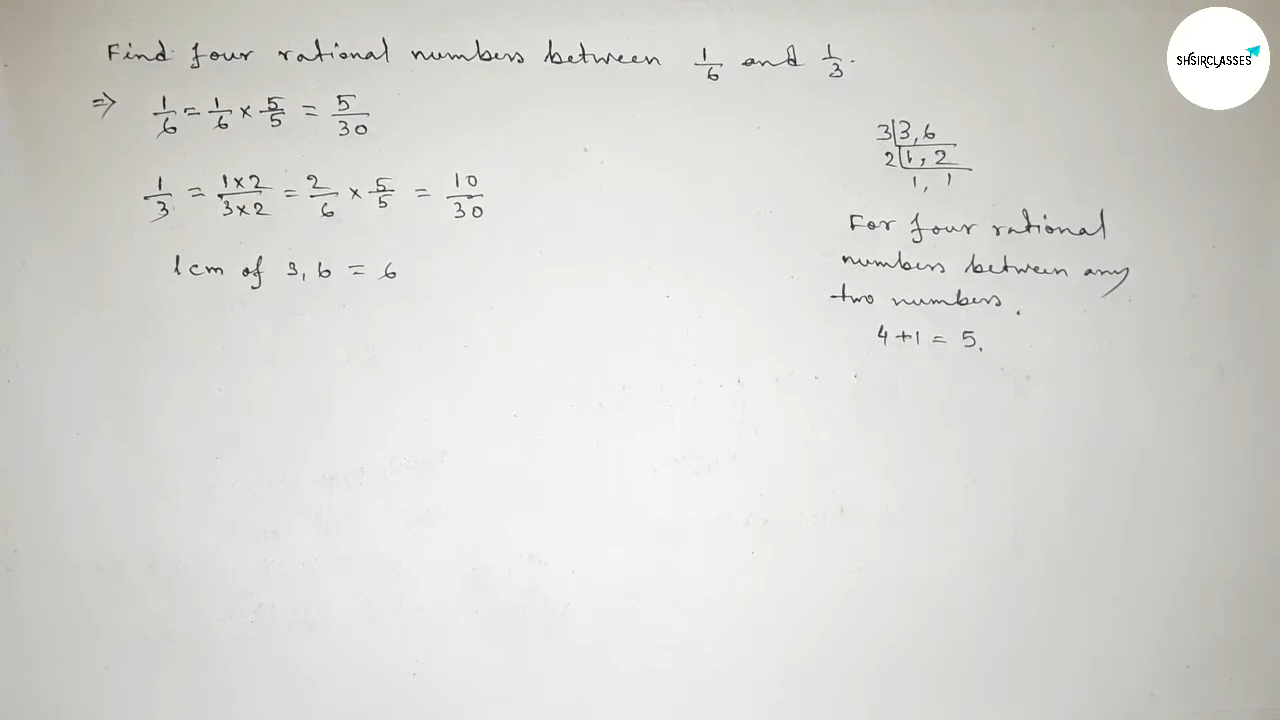 Find four rational numbers between 1/6 and 1/3.
⇒ 1/6 = 1/6 × 5/5 = 5/30
1/3 = 1×2/3×2 = 2/6 × 5/5 = 10/30
lcm of 3, 6 = 6
3|3, 6
2|1, 2
1, 1
For four rational
numbers between any
two numbers.
4+1 = 5.
SHSIRCLASSES